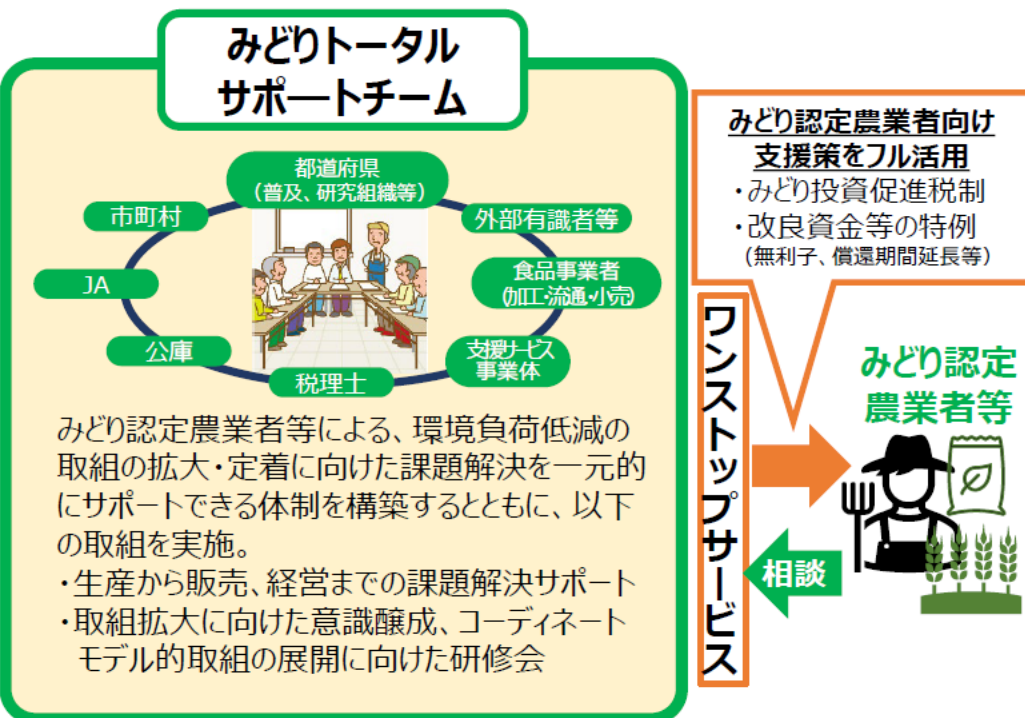 みどりトータル
サポートチーム
都道府県
（普及、研究組織等）
市町村
外部有識者等
JA
食品事業者
（加工・流通・小売）
公庫
支援サービス
事業体
税理士
みどり認定農業者等による、環境負荷低減の
取組の拡大・定着に向けた課題解決を一元的
にサポートできる体制を構築するとともに、以下
の取組を実施。
・生産から販売、経営までの課題解決サポート
・取組拡大に向けた意識醸成、コーディネート
モデル的取組の展開に向けた研修会
みどり認定農業者向け
支援策をフル活用
・みどり投資促進税制
・改良資金等の特例
（無利子、償還期間延長等）
ワンストップサービス
みどり認定
農業者等
相談